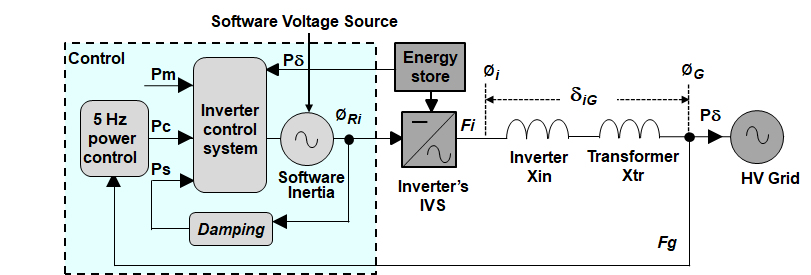 Software Voltage Source
Control
Pδ
Energy
store
Øi
ØG
Pm
δiG
Inverter
control
system
ØRi
Pδ
5 Hz
power
control
Pc
Fi
Ps
Software
Inertia
Inverter’s
IVS
Inverter
Xin
Transformer
Xtr
HV Grid
Damping
Fg